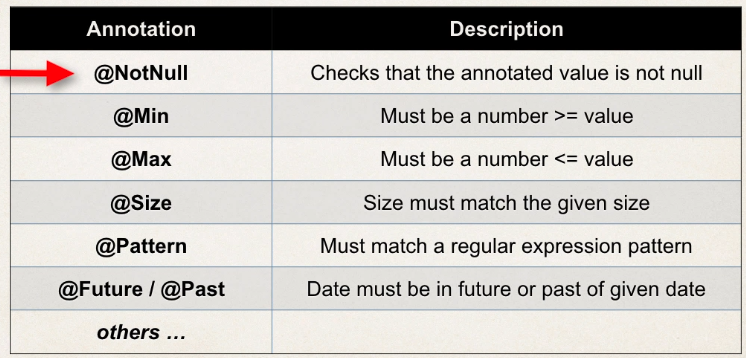 Annotation Description
@NotNull Checks that the annotated value is not null
@Min Must be a number >= value
@Max Must be a number <= value
@Size Size must match the given size
@Pattern Must match a regular expression pattern
@Future / @Past Date must be in future or past of given date
others …